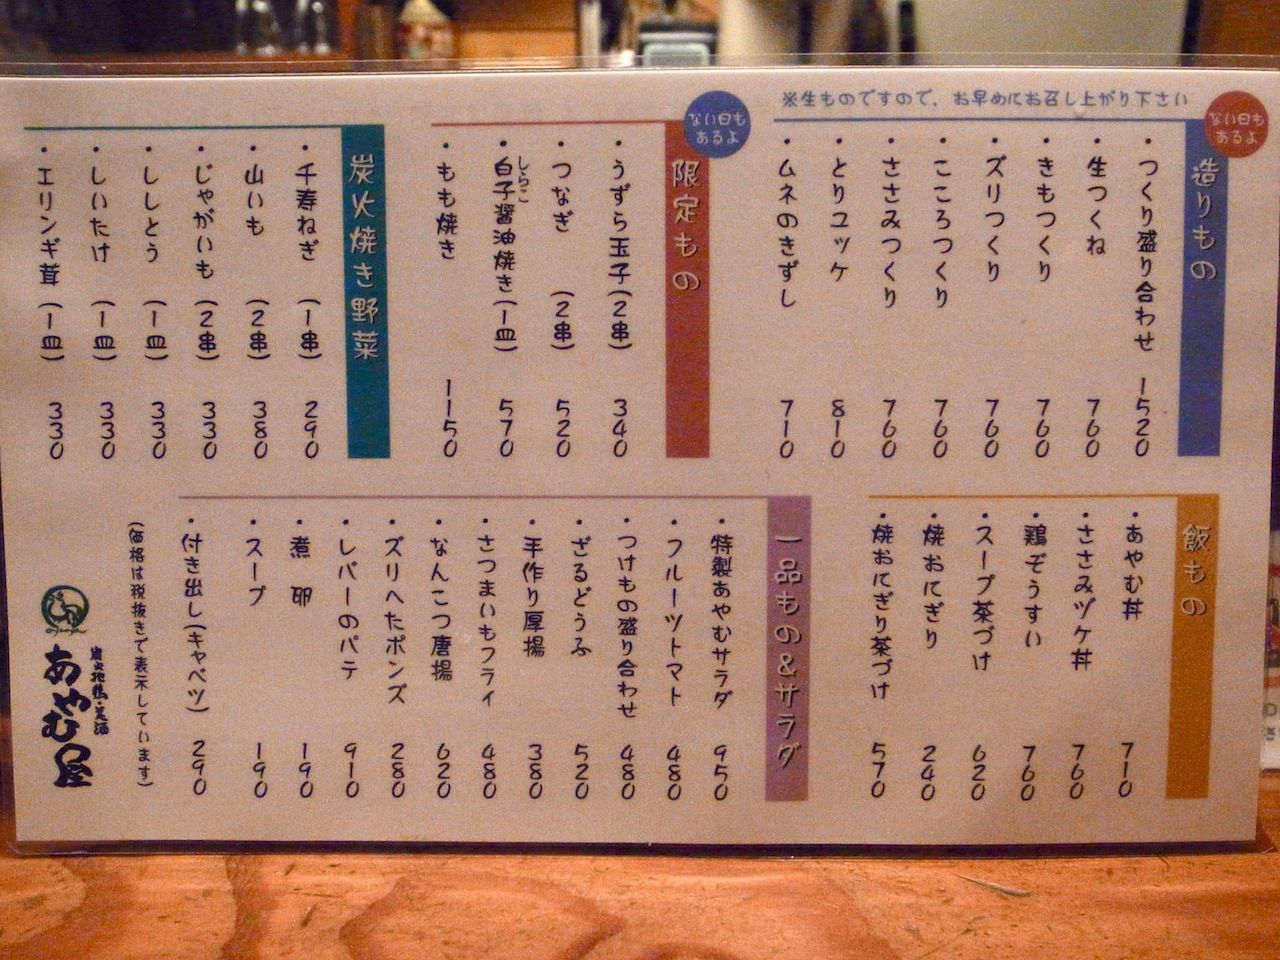 ※生ものですので、お早めにお召し上がり下さい
ない日も
あるよ
造りもの
・つくり盛り合わせ 1520
・生つくね 760
・きもつくり 760
・ズリつくり 760
・こころつくり 760
・ささみつくり 760
・とりユッケ 810
・ムネのきずし 710
ない日も
あるよ
限定もの
・うずら玉子(2串) 340
・つなぎ (2串) 520
・白子醤油焼き(1皿) 570
しらこ
・もも焼き 1150
炭火焼き野菜
・千寿ねぎ (1串) 290
・山いも (2串) 380
・じゃがいも (2串) 330
・ししとう (1皿) 330
・しいたけ (1皿) 330
・エリンギ茸 (1皿) 330
飯もの
・あやむ丼 710
・ささみヅケ丼 760
・鶏ぞうすい 760
・スープ茶づけ 620
・焼おにぎり 240
・焼おにぎり茶づけ 570
一品もの&サラダ
・特製あやむサラダ 950
・フルーツトマト 480
・つけもの盛り合わせ 480
・ざるどうふ 520
・手作り厚揚 380
・さつまいもフライ 480
・なんこつ唐揚 620
・ズリへたポンズ 280
・レバーのパテ 910
・煮卵 190
・スープ 190
・付き出し(キャベツ) 290
(価格は税抜きで表示しています)
炭火地鶏・美酒
あやむ屋